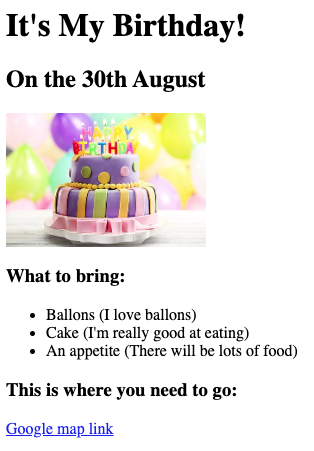 It's My Birthday!
On the 30th August
HAPPY
BIRTHDAY
What to bring:
Ballons (I love ballons)
Cake (I'm really good at eating)
An appetite (There will be lots of food)
This is where you need to go:
Google map link